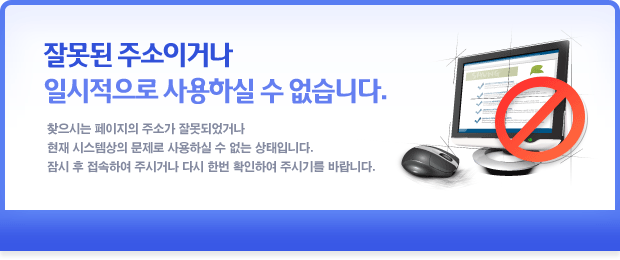 잘못된 주소이거나
일시적으로 사용하실 수 없습니다.
찾으시는 페이지의 주소가 잘못되었거나
현재 시스템상의 문제로 사용하실 수 없는 상태입니다.
잠시 후 접속하여 주시거나 다시 한번 확인하여 주시기를 바랍니다.